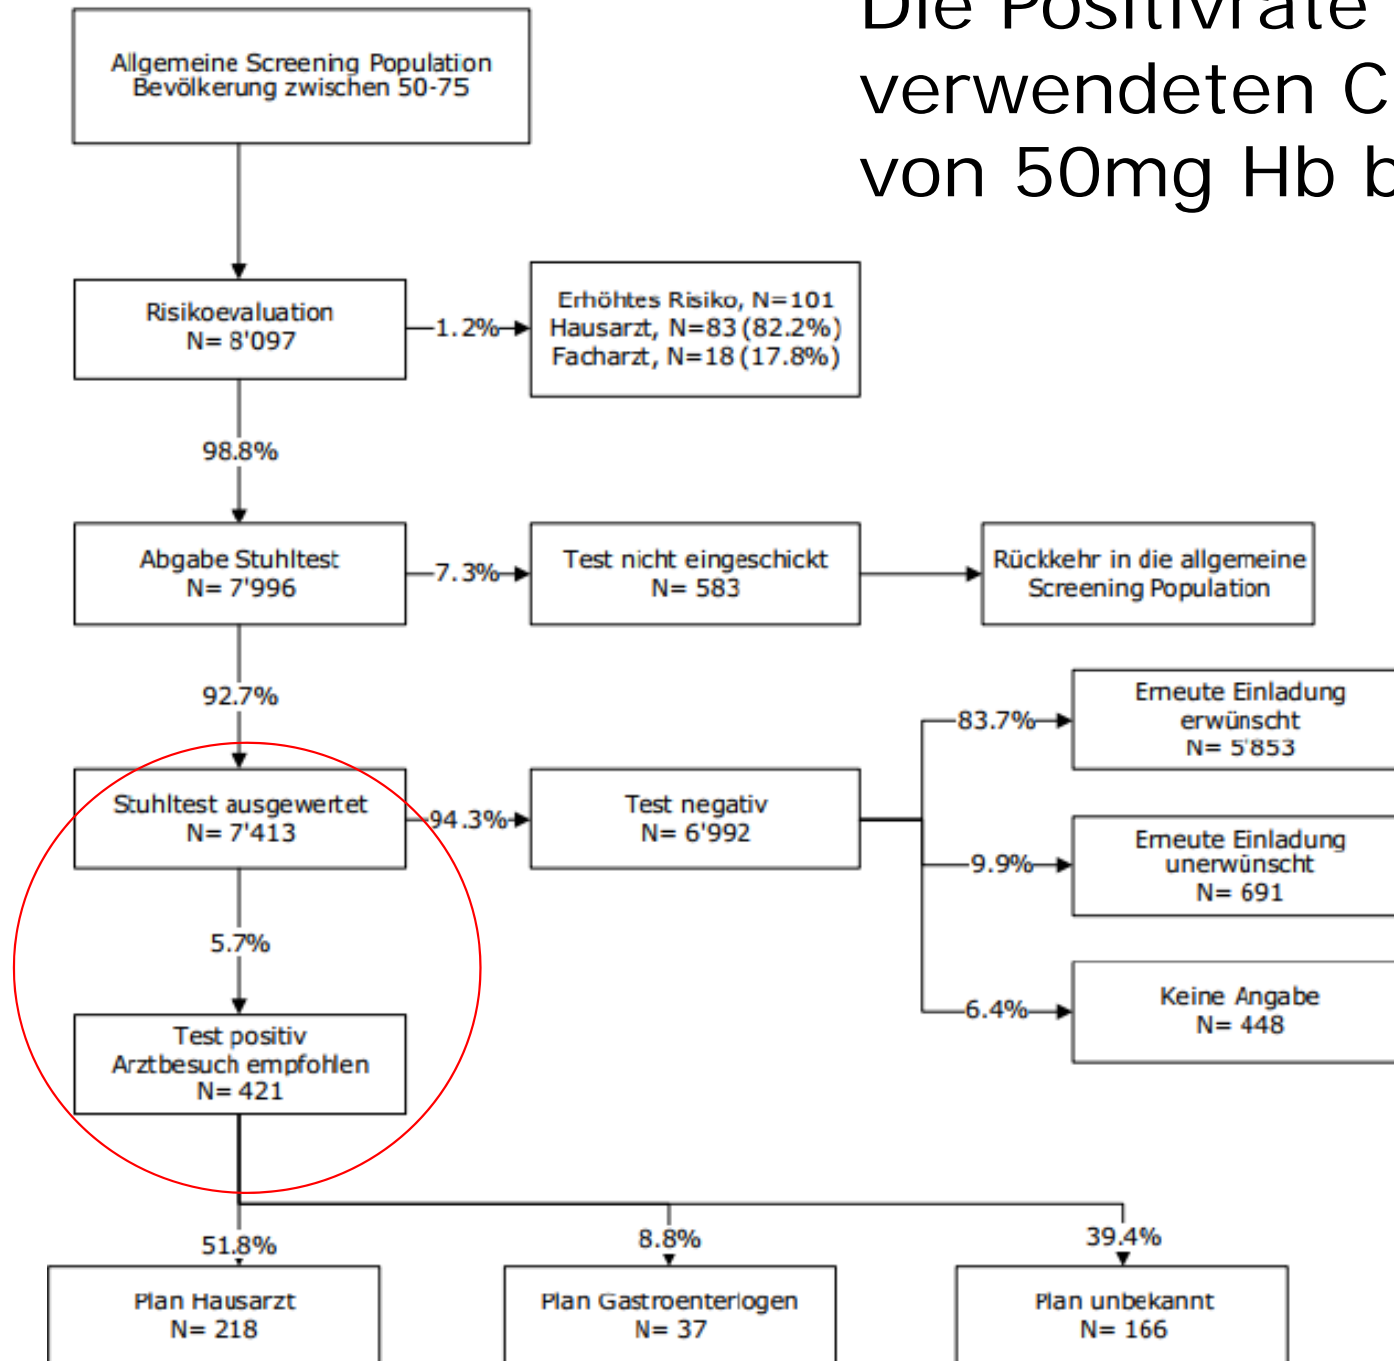 Die Positivrate
verwendeten C
von 50mg Hb b
Allgemeine Screening Population
Bevölkerung zwischen 50-75
Risikoevaluation
N= 8'097
1.2%
Erhöhtes Risiko, N=101
Hausarzt, N=83 (82.2%)
Facharzt, N=18 (17.8%)
98.8%
Abgabe Stuhltest
N= 7'996
7.3%
Test nicht eingeschickt
N= 583
Rückkehr in die allgemeine
Screening Population
92.7%
Stuhltest ausgewertet
N= 7'413
94.3%
Test negativ
N= 6'992
83.7%
Erneute Einladung
erwünscht
N= 5'853
9.9%
Erneute Einladung
unerwünscht
N= 691
6.4%
Keine Angabe
N= 448
5.7%
Test positiv
Arztbesuch empfohlen
N= 421
51.8%
8.8%
39.4%
Plan Hausarzt
N= 218
Plan Gastroenterlogen
N= 37
Plan unbekannt
N= 166